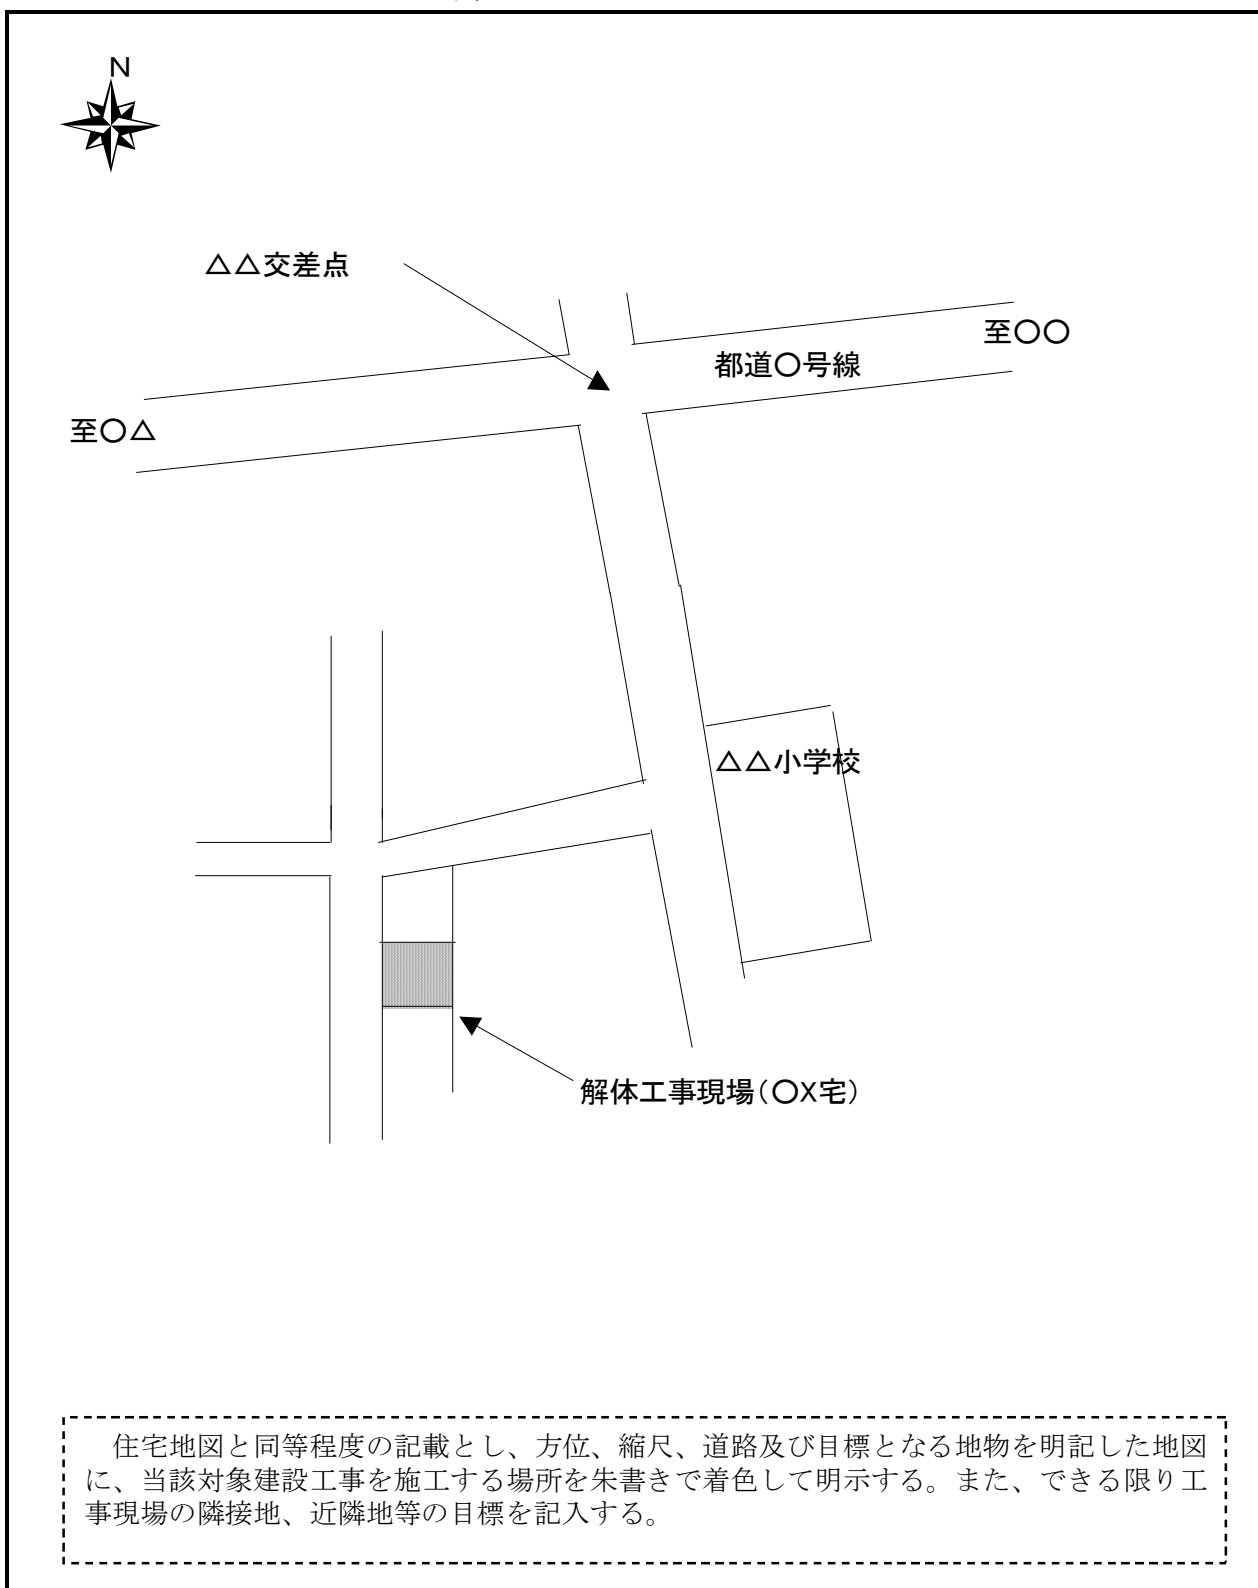 N
△△交差点
至〇〇
都道〇号線
至〇△
△△小学校
解体工事現場(〇X宅)
住宅地図と同等程度の記載とし、方位、縮尺、道路及び目標となる地物を明記した地図
に、当該対象建設工事を施工する場所を朱書きで着色して明示する。また、できる限り工
事現場の隣接地、近隣地等の目標を記入する。